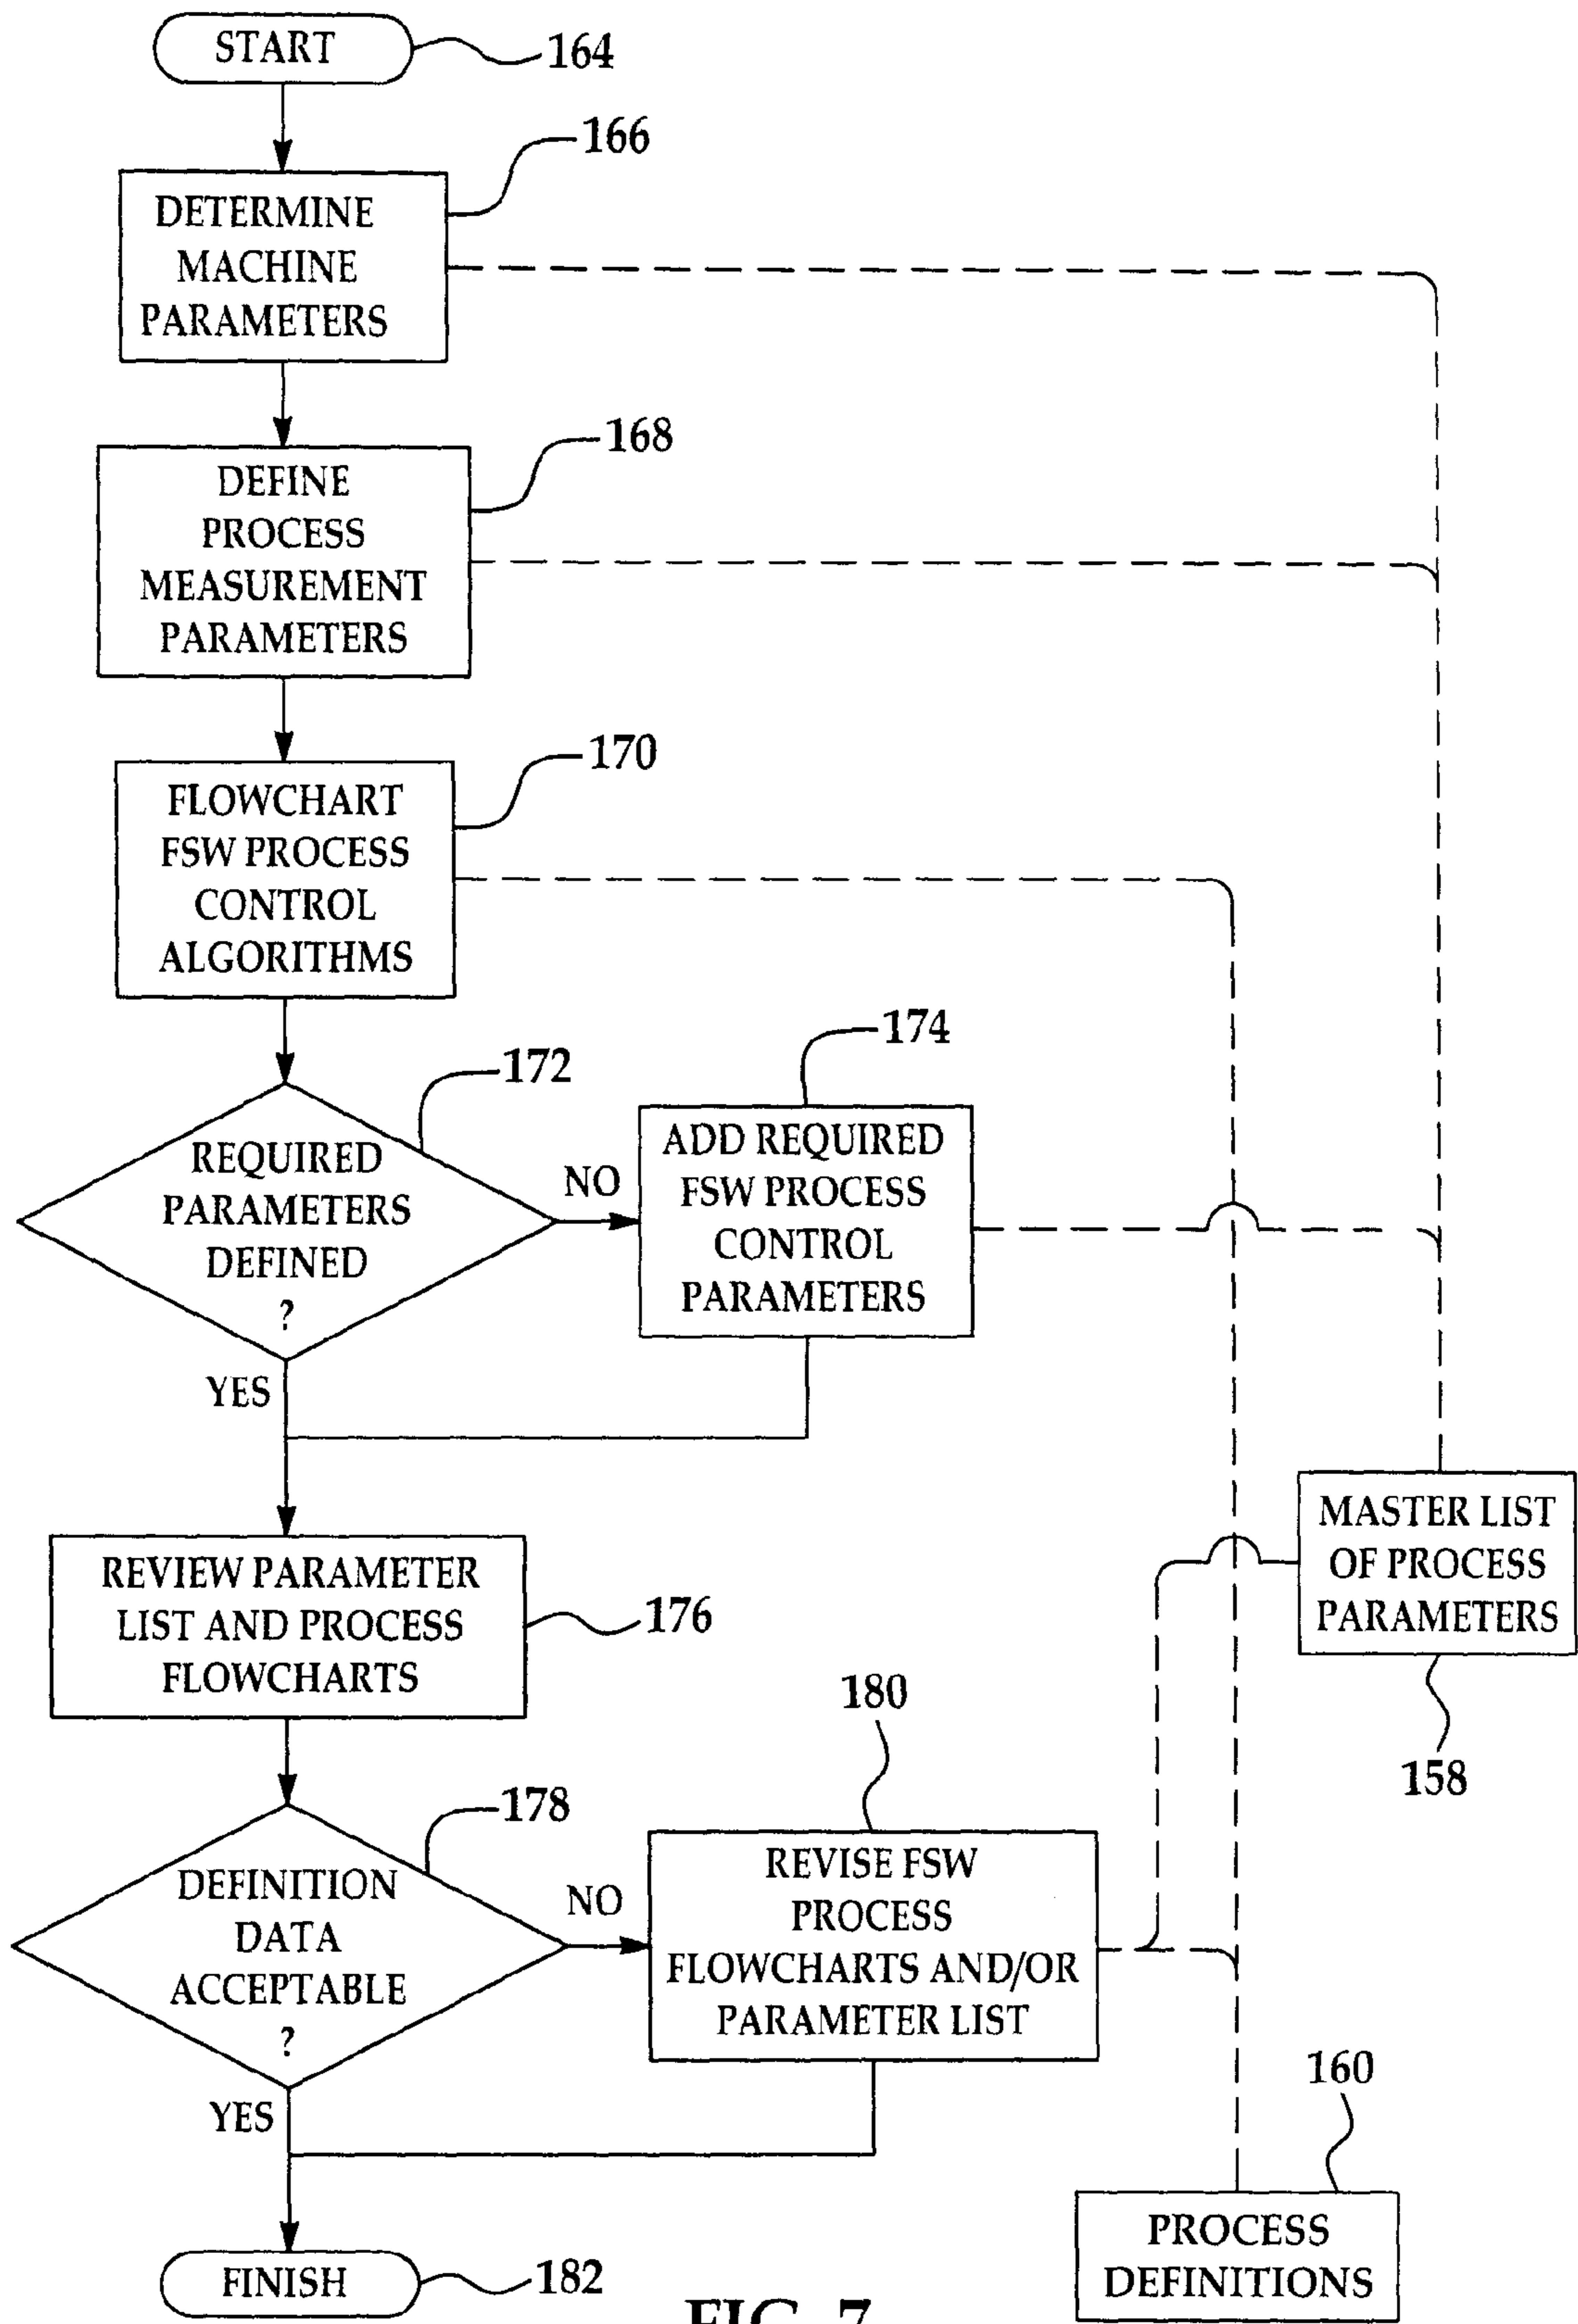 START
164
166
DETERMINE
MACHINE
PARAMETERS
168
DEFINE
PROCESS
MEASUREMENT
PARAMETERS
170
FLOWCHART
FSW PROCESS
CONTROL
ALGORITHMS
172
174
REQUIRED
PARAMETERS
DEFINED
?
NO
ADD REQUIRED
FSW PROCESS
CONTROL
PARAMETERS
YES
MASTER LIST
OF PROCESS
PARAMETERS
158
REVIEW PARAMETER
LIST AND PROCESS
FLOWCHARTS
176
180
178
DEFINITION
DATA
ACCEPTABLE
?
NO
REVISE FSW
PROCESS
FLOWCHARTS AND/OR
PARAMETER LIST
YES
160
PROCESS
DEFINITIONS
FINISH
182
FIG. 7